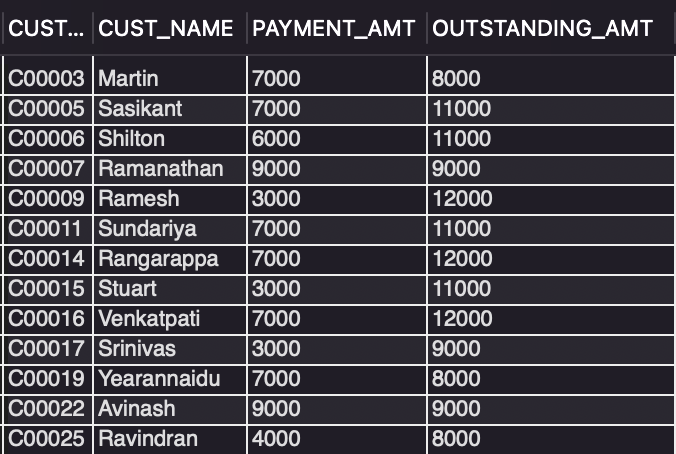 CUST... CUST_NAME PAYMENT_AMT OUTSTANDING_AMT
C00003 Martin 7000 8000
C00005 Sasikant 7000 11000
C00006 Shilton 6000 11000
C00007 Ramanathan 9000 9000
C00009 Ramesh 3000 12000
C00011 Sundariya 7000 11000
C00014 Rangarappa 7000 12000
C00015 Stuart 3000 11000
C00016 Venkatpati 7000 12000
C00017 Srinivas 3000 9000
C00019 Yearannaidu 7000 8000
C00022 Avinash 9000 9000
C00025 Ravindran 4000 8000